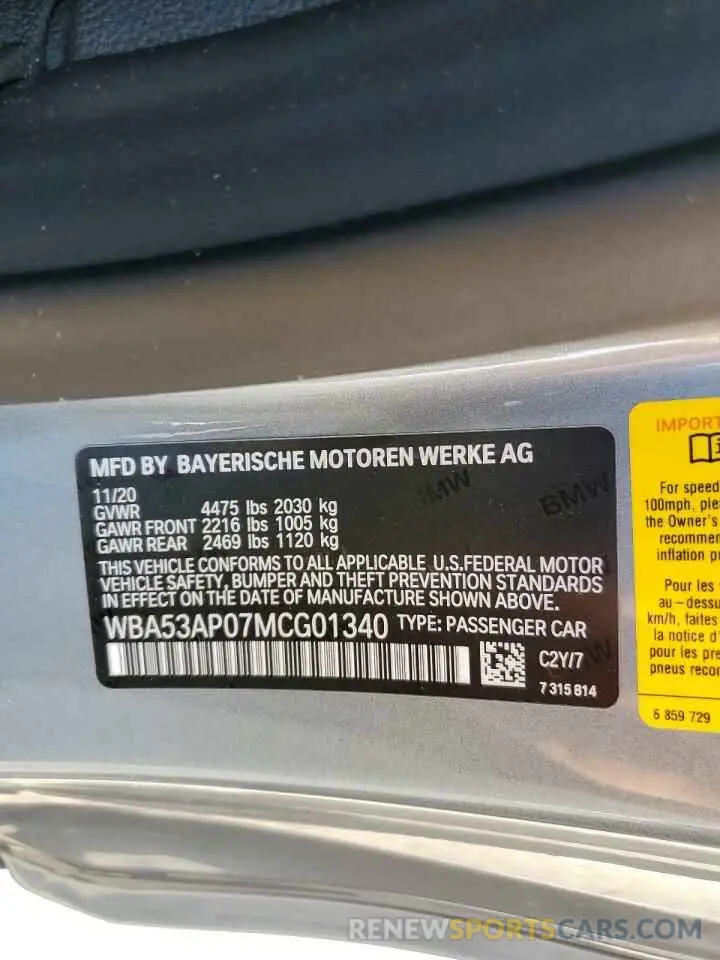 MFD BY BAYERISCHE MOTOREN WERKE AG
11/20
GVWR 4475 lbs 2030 kg
GAWR FRONT 2216 lbs 1005 kg
GAWR REAR 2469 lbs 1120 kg
THIS VEHICLE CONFORMS TO ALL APPLICABLE U.S.FEDERAL MOTOR
VEHICLE SAFETY, BUMPER AND THEFT PREVENTION STANDARDS
IN EFFECT ON THE DATE OF MANUFACTURE SHOWN ABOVE.
WBA53AP07MCG01340 TYPE: PASSENGER CAR
C2Y/7
7 315 814
BMW
BMW
IMPORT
For speed
100mph, ple
the Owner's
recommen
inflation p
Pour les
au-dessu
km/h, faites
la notice d'
pour les pre
pneus recon
6 859 729
RENEWSPORTSCARS.COM